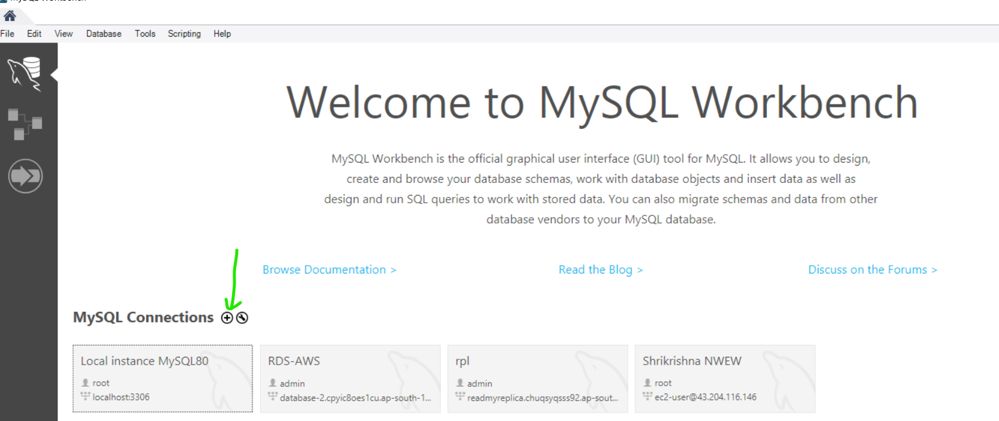 File Edit View Database Tools Scripting Help
Welcome to MySQL Workbench
MySQL Workbench is the official graphical user interface (GUI) tool for MySQL. It allows you to design,
create and browse your database schemas, work with database objects and insert data as well as
design and run SQL queries to work with stored data. You can also migrate schemas and data from other
database vendors to your MySQL database.
Browse Documentation > Read the Blog > Discuss on the Forums >
MySQL Connections
Local instance MySQL80
root
localhost:3306
RDS-AWS
admin
database-2.cpyic8oes1cu.ap-south-1...
rpl
admin
readmyreplica.chuqsyqsss92.ap-sout...
Shrikrishna NWEW
root
ec2-user@43.204.116.146